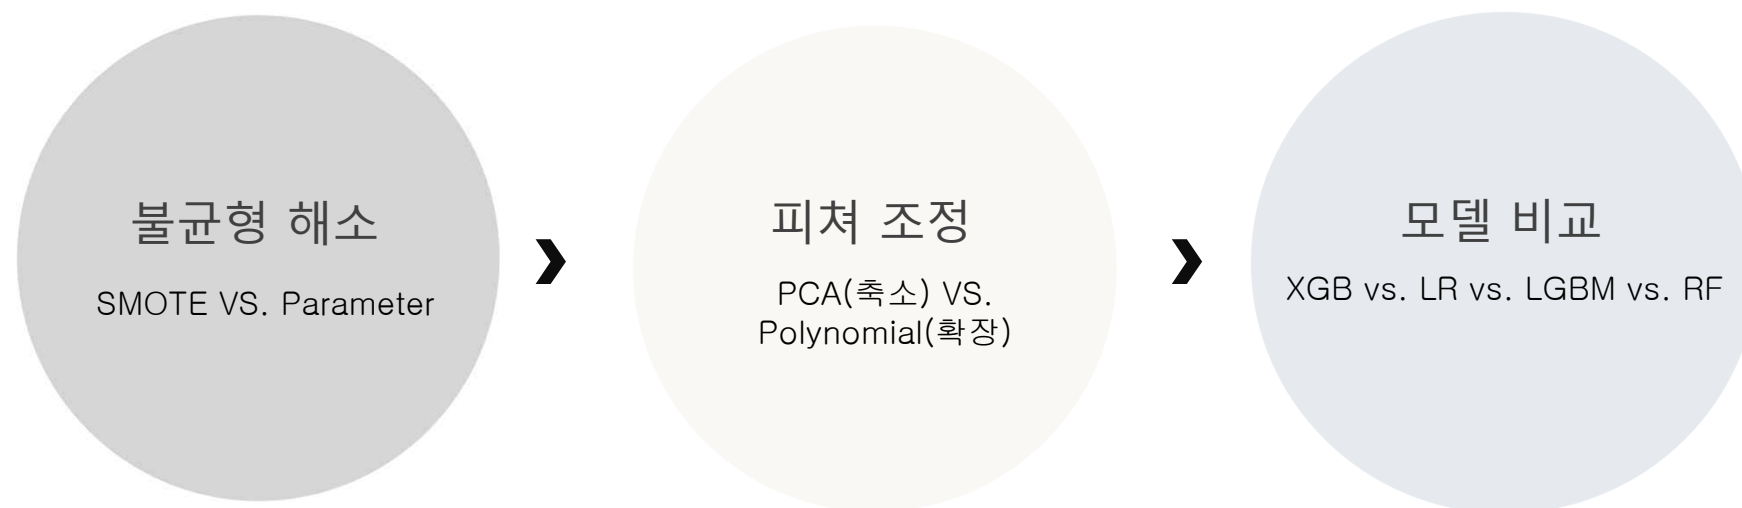 불균형 해소
SMOTE VS. Parameter
피쳐 조정
PCA(축소) VS.
Polynomial(확장)
모델 비교
XGB vs. LR vs. LGBM vs. RF